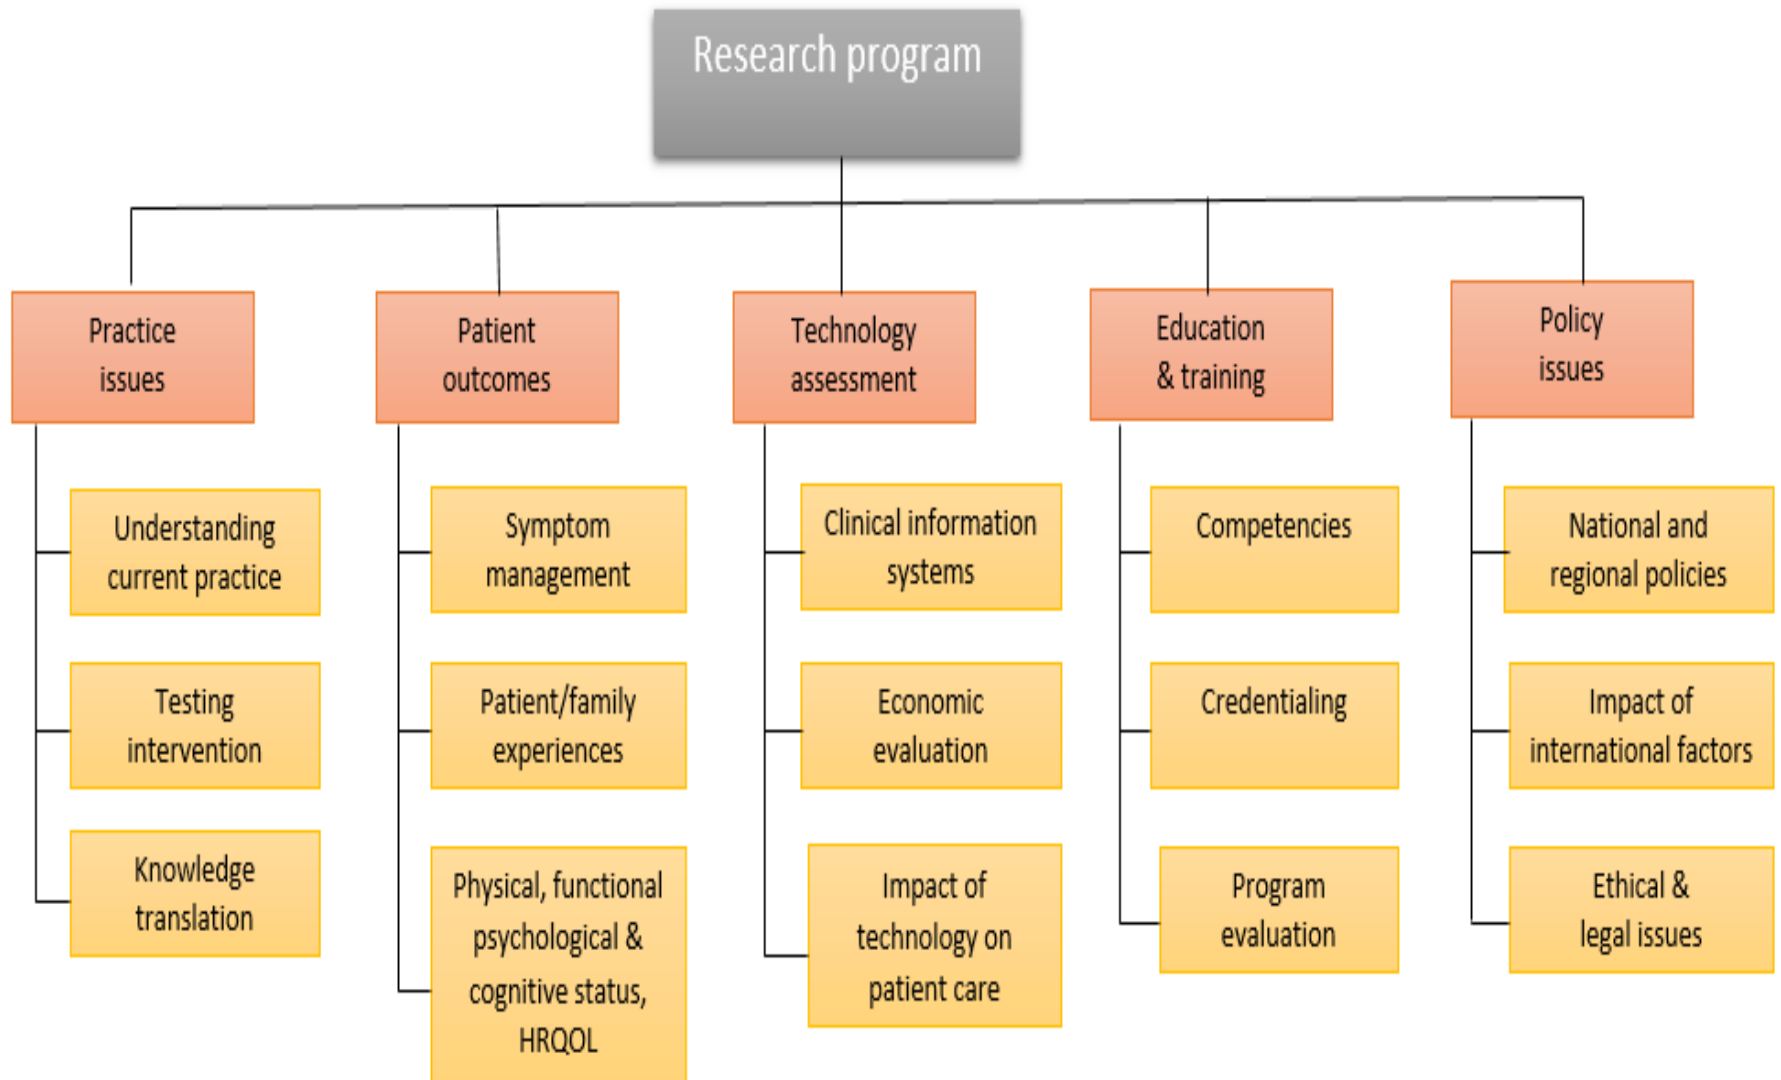 Research program
Practice
issues
Patient
outcomes
Technology
assessment
Education
& training
Policy
issues
Understanding
current practice
Testing
intervention
Knowledge
translation
Symptom
management
Patient/family
experiences
Physical, functional
psychological &
cognitive status,
HRQOL
Clinical information
systems
Economic
evaluation
Impact of
technology on
patient care
Competencies
Credentialing
Program
evaluation
National and
regional policies
Impact of
international factors
Ethical &
legal issues